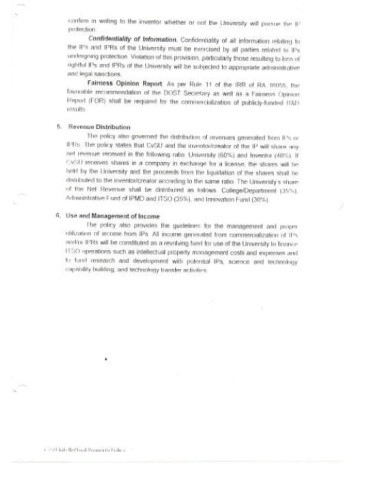 confirm in writing to the inventor whether or not the University will pursue the IP
protection.
Confidentiality of Information. Confidentiality of all information relating to
the IPs and IPRs of the University must be exercised by all parties related to IPs
undergoing protection. Violation of this provision, particularly those resulting to loss of
rightful IPs and IPRs of the University will be subjected to appropriate administrative
and legal sanctions.
Fairness Opinion Report. As per Rule 11 of the IRR of RA 10055, the
favorable recommendation of the DOST Secretary as well as a Fairness Opinion
Report (FOR) shall be required for the commercialization of publicly-funded R&D
results.
5. Revenue Distribution
The policy also governed the distribution of revenues generated from IPs or
IPRs. The policy states that CvSU and the inventor/creator of the IP will share any
net revenue received in the following ratio: University (60%) and Inventor (40%). If
CvSU receives shares in a company in exchange for a license, the shares will be
held by the University and the proceeds from the liquidation of the shares shall be
distributed to the inventor/creator according to the same ratio. The University's share
of the Net Revenue shall be distributed as follows: College/Department (35%),
Administrative Fund of IPMD and ITSO (35%), and Innovation Fund (30%).
6. Use and Management of Income
The policy also provides the guidelines for the management and proper
utilization of income from IPs. All income generated from commercialization of IPs
and/or IPRs will be constituted as a revolving fund for use of the University to finance
ITSO operations such as intellectual property management costs and expenses and
to fund research and development with potential IPs, science and technology
capability building, and technology transfer activities.